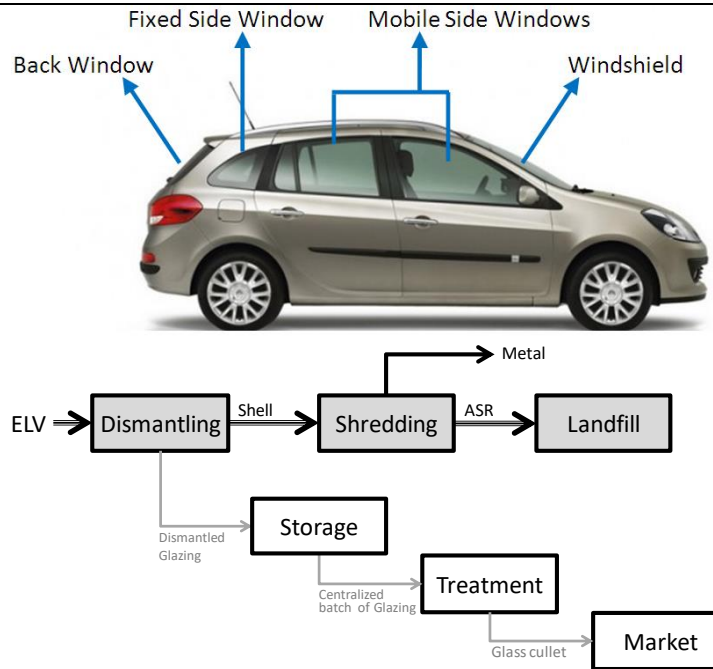 Fixed Side Window
Mobile Side Windows
Back Window
Windshield
Metal
ELV
Dismantling
Shell
Shredding
ASR
Landfill
Dismantled
Glazing
Storage
Centralized
batch of Glazing
Treatment
Glass cullet
Market